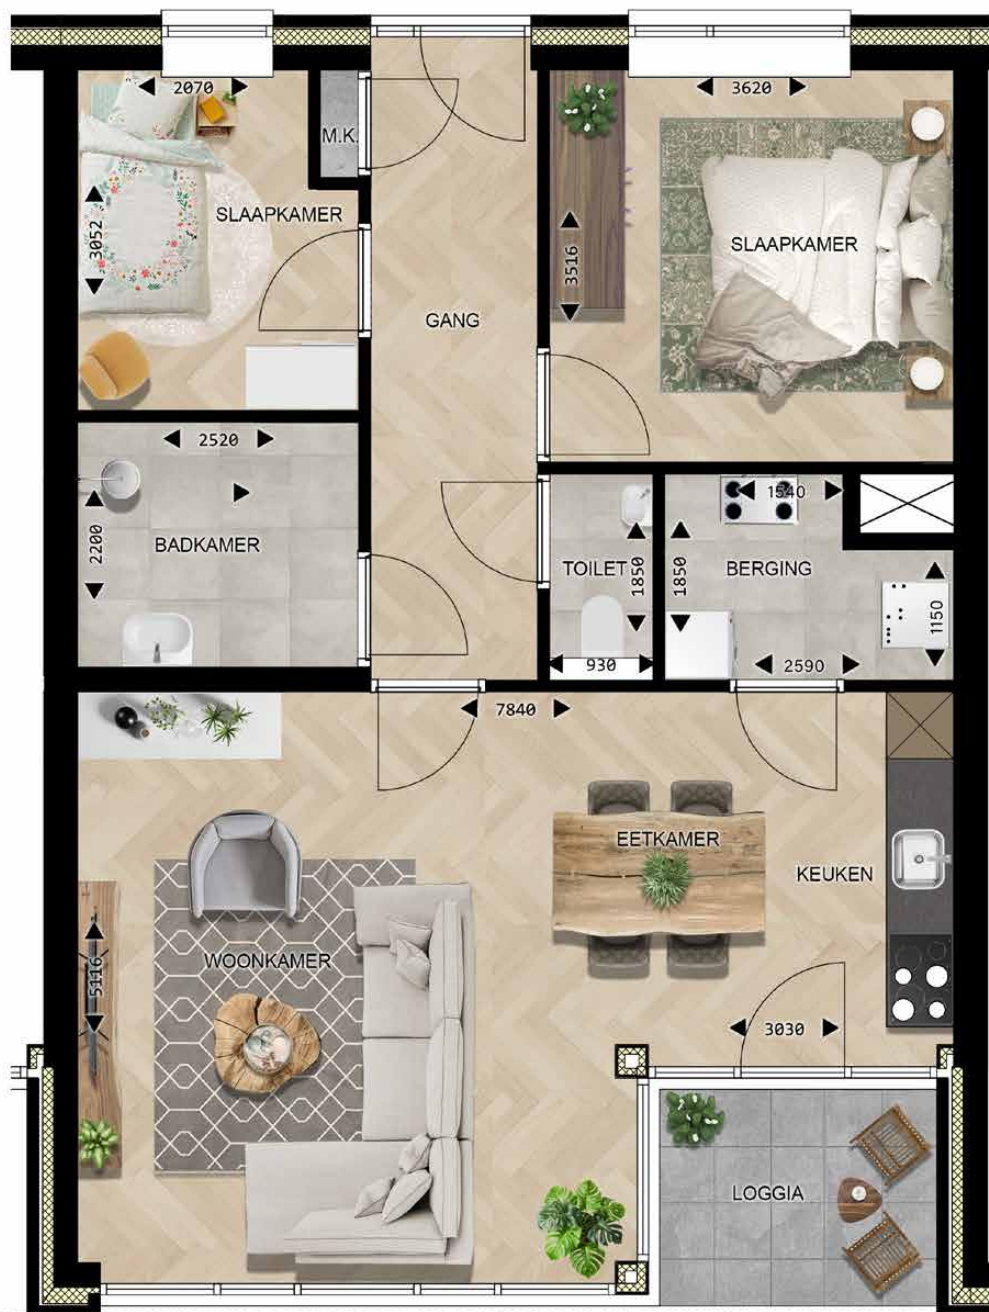 2070
3620
M.K.
SLAAPKAMER
3052
SLAAPKAMER
3516
GANG
2520
1540
2200
BADKAMER
TOILET
1850
1850
BERGING
1150
930
2590
7840
EETKAMER
KEUKEN
WOONKAMER
5116
3030
LOGGIA